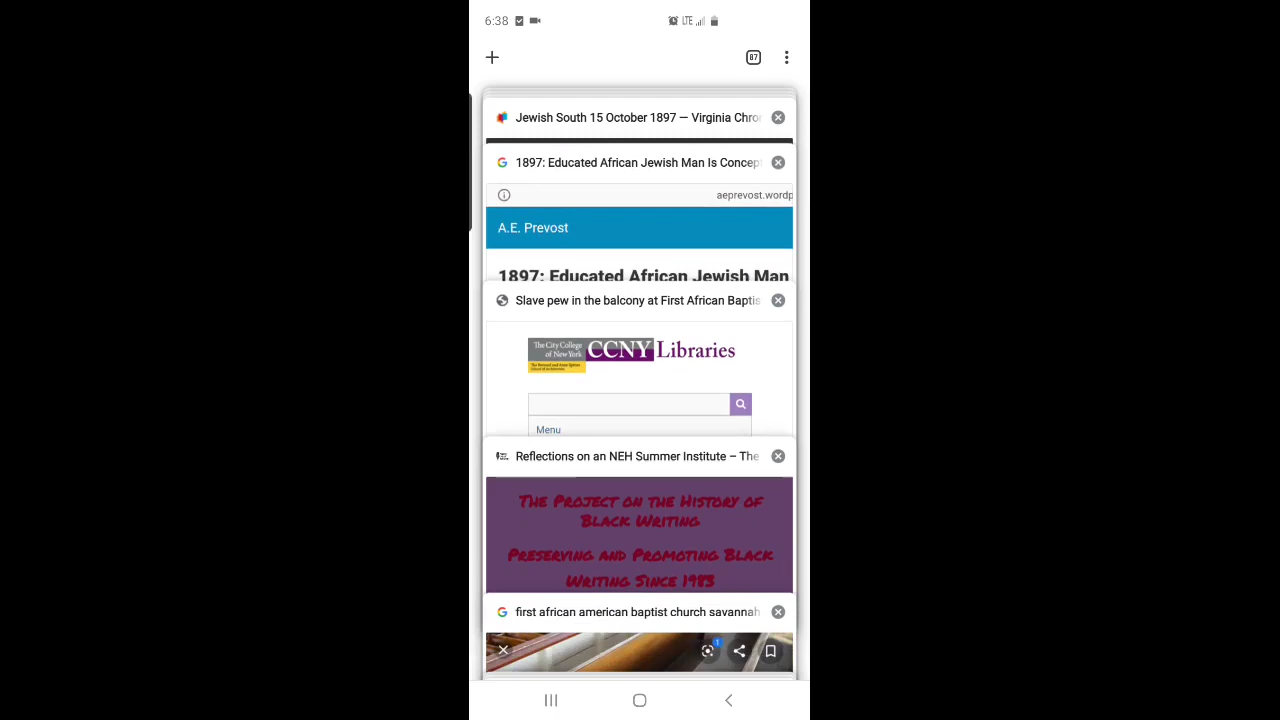 6:38 LTE
87
Jewish South 15 October 1897 — Virginia Chro
1897: Educated African Jewish Man Is Concep
aeprevost.wordp
A.E. Prevost
1897: Educated African Jewish Man
Slave pew in the balcony at First African Baptis
The City College
of New York
CCNY Libraries
Menu
Reflections on an NEH Summer Institute – The
The Project on the History of
Black Writing
Preserving and Promoting Black
Writing Since 1983
first african american baptist church savannah
1